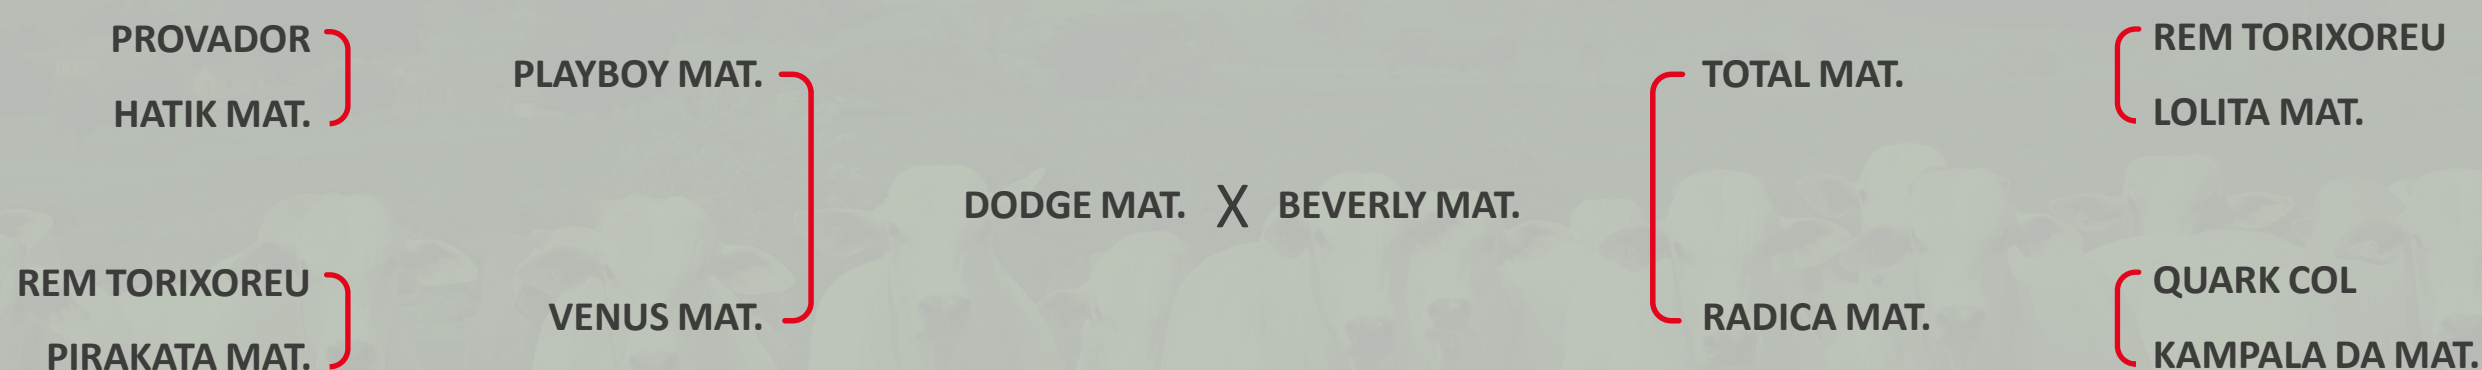 PROVADOR
HATIK MAT.
PLAYBOY MAT.
REM TORIXOREU
PIRAKATA MAT.
VENUS MAT.
DODGE MAT. X BEVERLY MAT.
TOTAL MAT.
REM TORIXOREU
LOLITA MAT.
RADICA MAT.
QUARK COL
KAMPALA DA MAT.